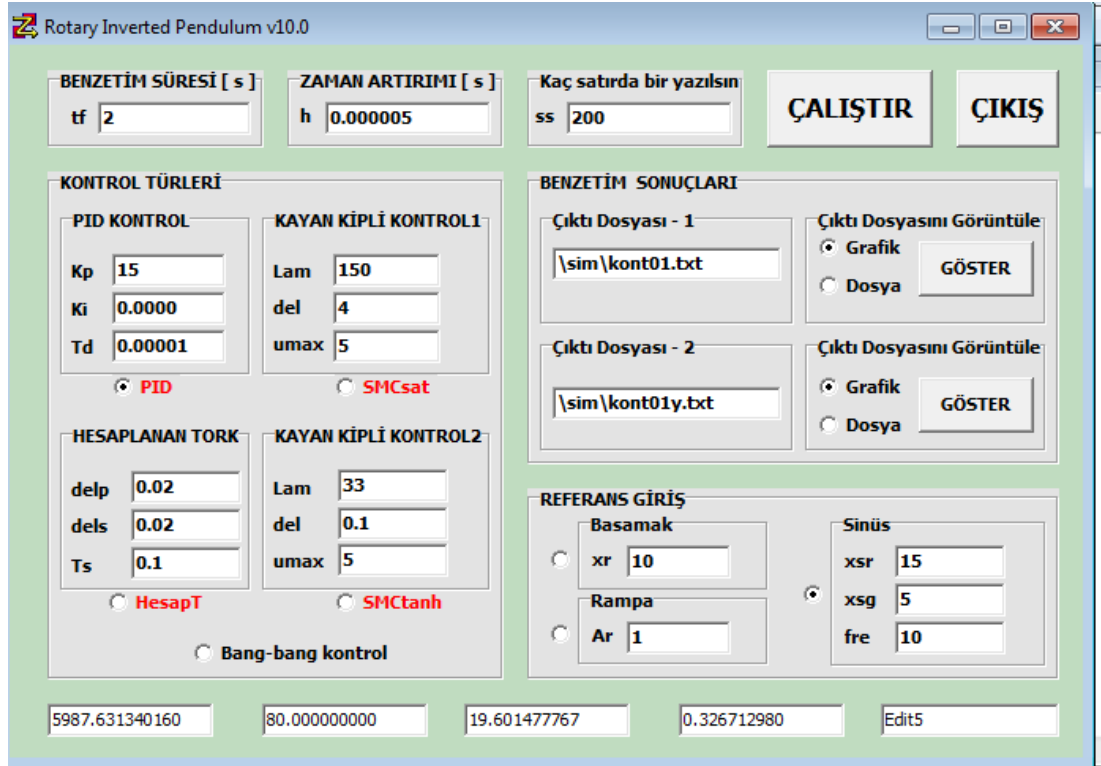 Rotary Inverted Pendulum v10.0
BENZETİM SÜRESİ [ s ]
tf 2
ZAMAN ARTIRIMI [ s ]
h 0.000005
Kaç satırda bir yazılsın
ss 200
ÇALIŞTIR
ÇIKIŞ
KONTROL TÜRLERİ
PID KONTROL
Kp 15
Ki 0.0000
Td 0.00001
PID
KAYAN KİPLİ KONTROL1
Lam 150
del 4
umax 5
SMCsat
HESAPLANAN TORK
delp 0.02
dels 0.02
Ts 0.1
HesapT
KAYAN KİPLİ KONTROL2
Lam 33
del 0.1
umax 5
SMCtanh
Bang-bang kontrol
BENZETİM SONUÇLARI
Çıktı Dosyası - 1
\sim\kont01.txt
Çıktı Dosyasını Görüntüle
Grafik
Dosya
GÖSTER
Çıktı Dosyası - 2
\sim\kont01y.txt
Çıktı Dosyasını Görüntüle
Grafik
Dosya
GÖSTER
REFERANS GİRİŞ
Basamak
xr 10
Rampa
Ar 1
Sinüs
xsr 15
xsg 5
fre 10
5987.631340160
80.000000000
19.601477767
0.326712980
Edit5